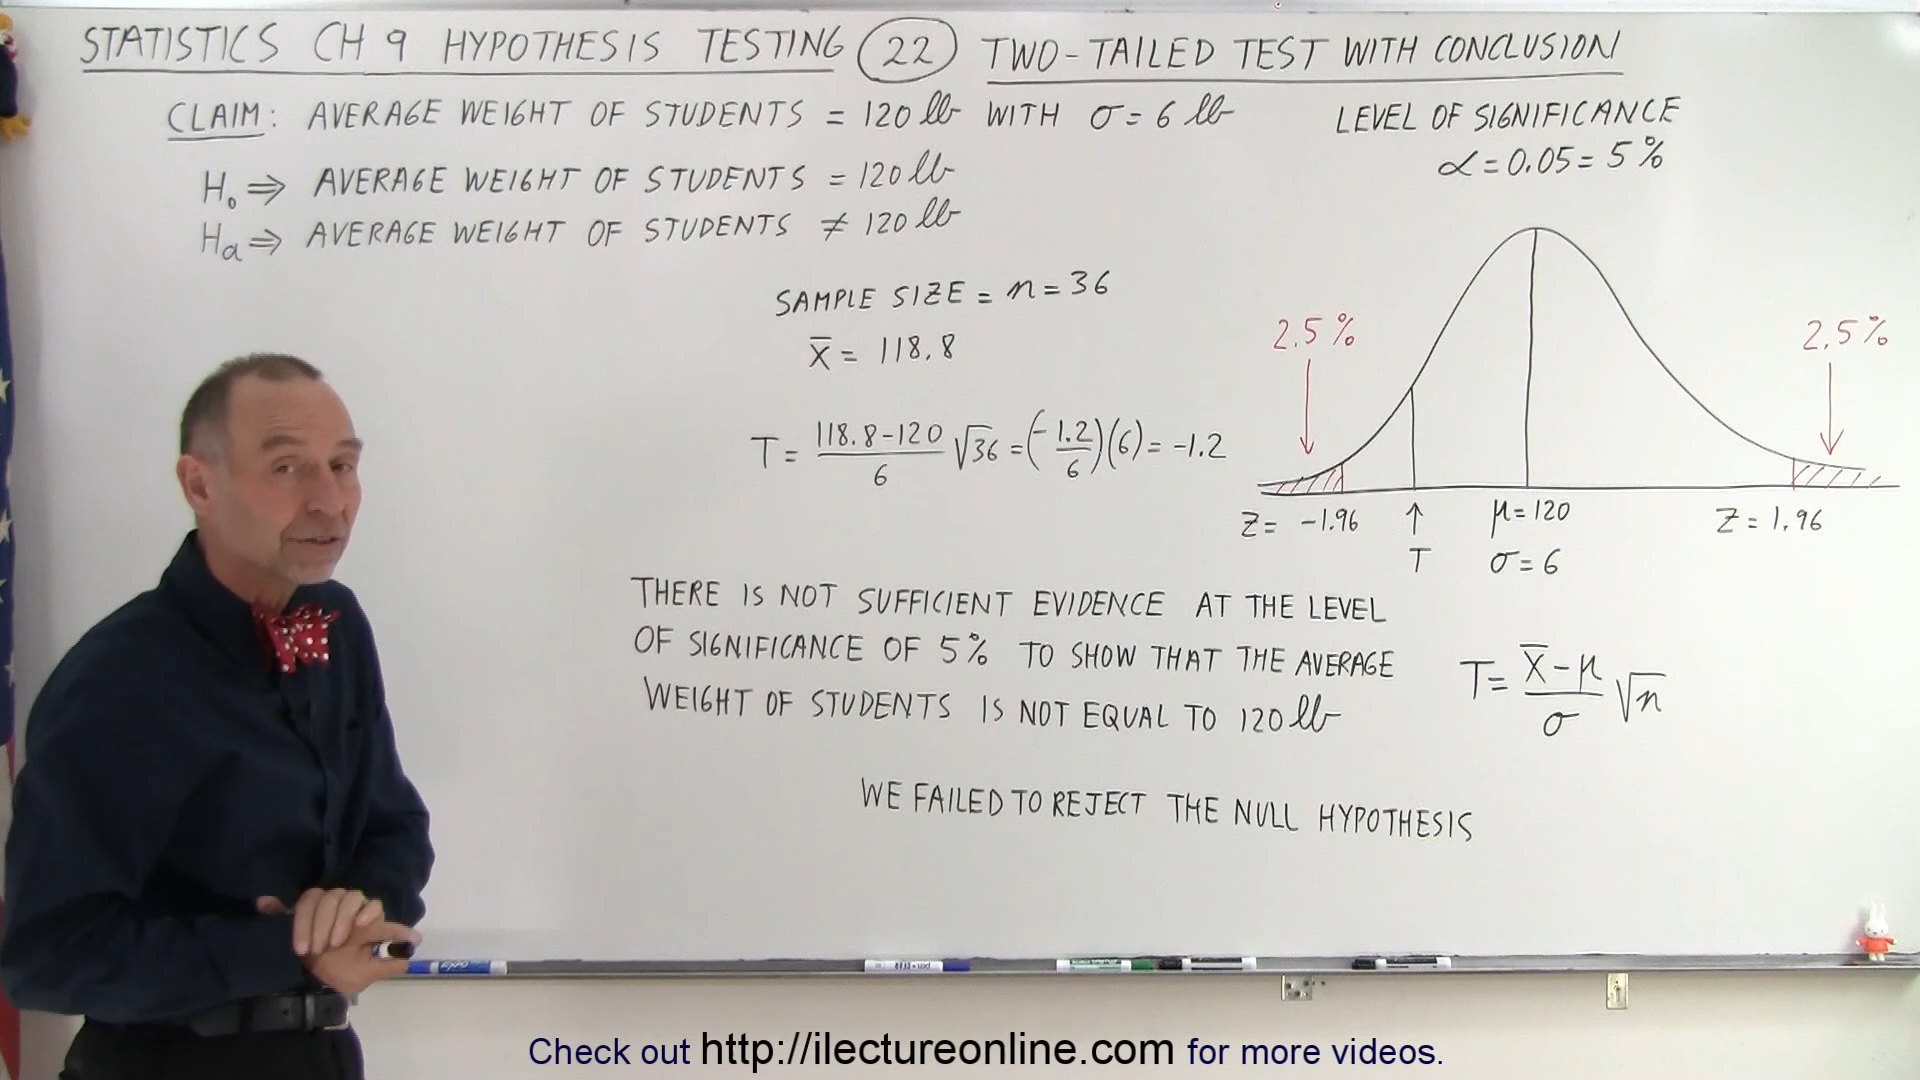 STATISTICS CH 9 HYPOTHESIS TESTING 22 TWO-TAILED TEST WITH CONCLUSION
CLAIM: AVERAGE WEIGHT OF STUDENTS = 120 lb WITH σ = 6 lb
H₀ ⇒ AVERAGE WEIGHT OF STUDENTS = 120 lb
Hₐ ⇒ AVERAGE WEIGHT OF STUDENTS ≠ 120 lb
LEVEL OF SIGNIFICANCE
α = 0.05 = 5%
SAMPLE SIZE = n = 36
x̄ = 118.8
T = (118.8-120)/6 √36 = (-1.2/6)(6) = -1.2
2.5%
2.5%
Z = -1.96
T
μ = 120
σ = 6
Z = 1.96
THERE IS NOT SUFFICIENT EVIDENCE AT THE LEVEL
OF SIGNIFICANCE OF 5% TO SHOW THAT THE AVERAGE
WEIGHT OF STUDENTS IS NOT EQUAL TO 120 lb
T = (x̄ - μ)/σ √n
WE FAILED TO REJECT THE NULL HYPOTHESIS
EXPO
Check out http://ilectureonline.com for more videos.